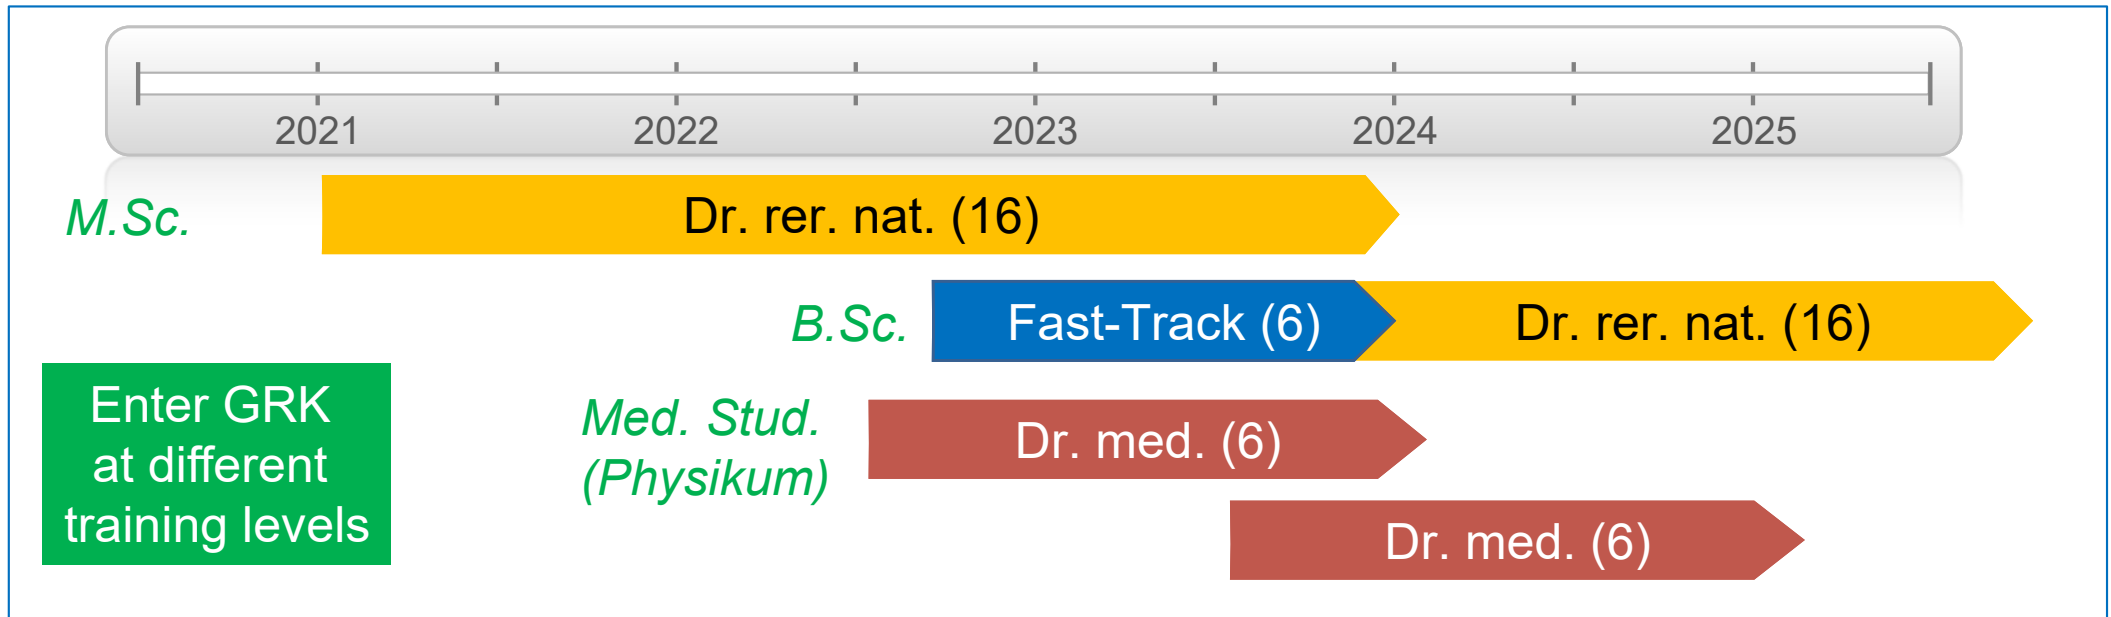 2021
2022
2023
2024
2025
M.Sc.
Dr. rer. nat. (16)
B.Sc.
Fast-Track (6)
Dr. rer. nat. (16)
Enter GRK
at different
training levels
Med. Stud.
(Physikum)
Dr. med. (6)
Dr. med. (6)